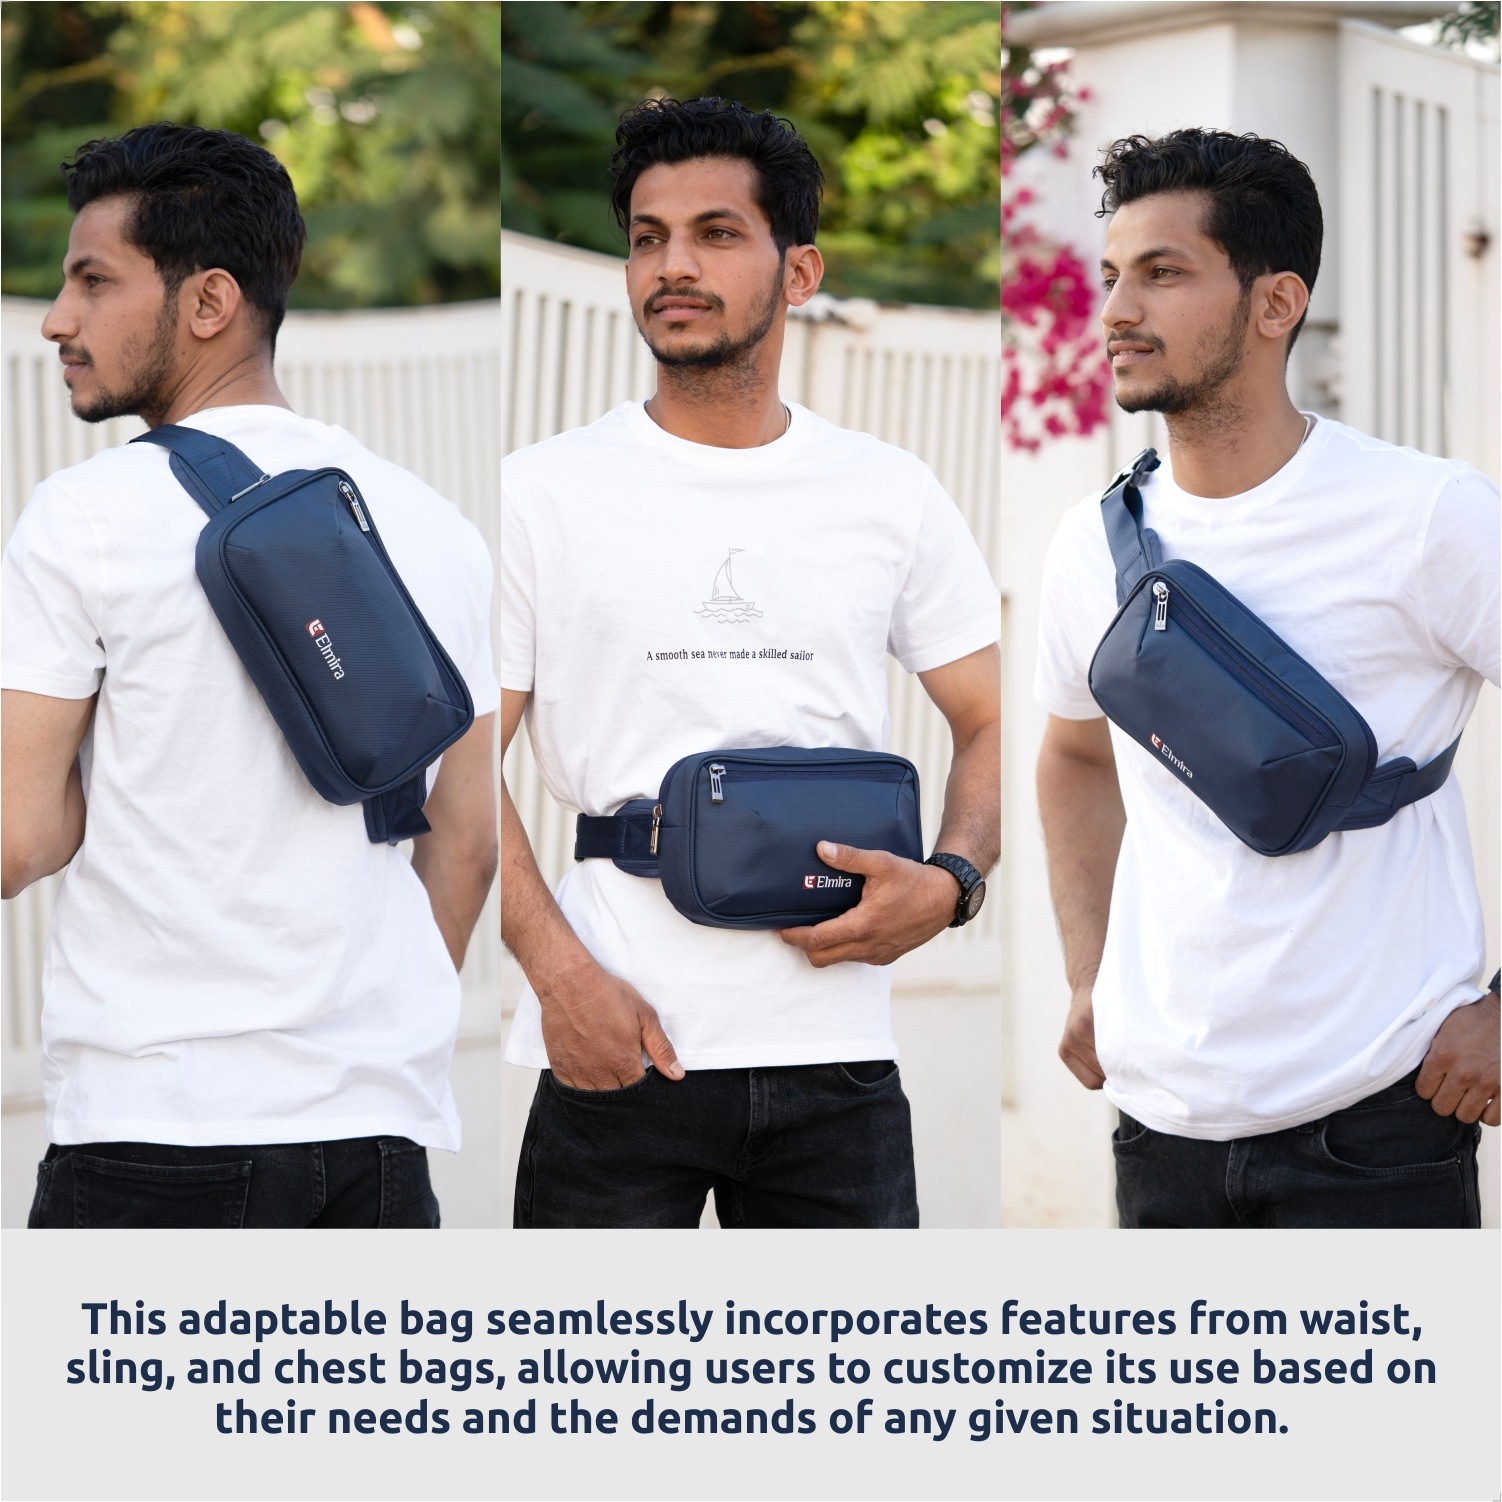 Elmira
A smooth sea never made a skilled sailor
Elmira
Elmira
This adaptable bag seamlessly incorporates features from waist,
sling, and chest bags, allowing users to customize its use based on
their needs and the demands of any given situation.